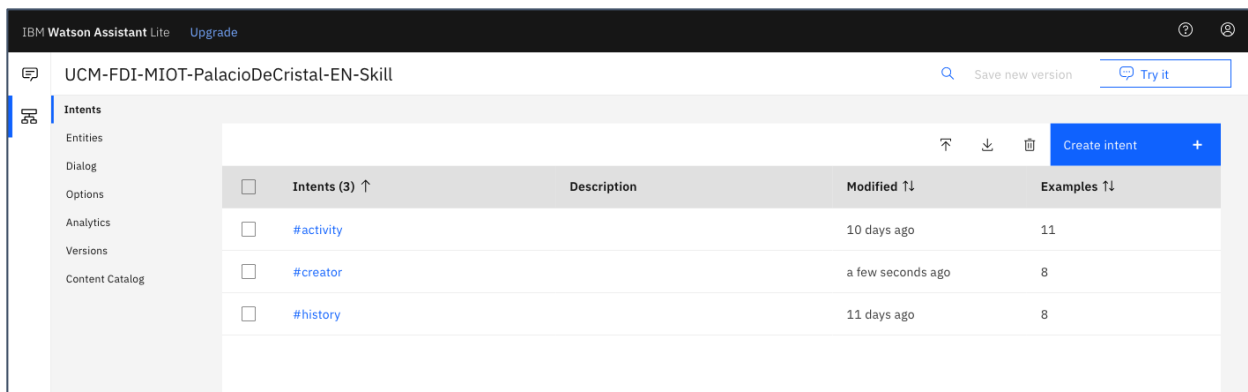 IBM Watson Assistant Lite Upgrade
UCM-FDI-MIOT-PalacioDeCristal-EN-Skill Save new version Try it
Intents
Entities
Dialog
Options
Analytics
Versions
Content Catalog
Create intent +
Intents (3) ↑ Description Modified ↑↓ Examples ↑↓
#activity 10 days ago 11
#creator a few seconds ago 8
#history 11 days ago 8